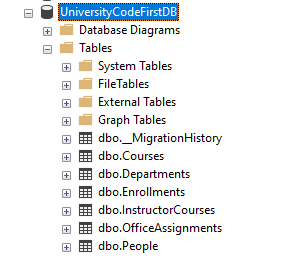 UniversityCodeFirstDB
Database Diagrams
Tables
System Tables
FileTables
External Tables
Graph Tables
dbo.__MigrationHistory
dbo.Courses
dbo.Departments
dbo.Enrollments
dbo.InstructorCourses
dbo.OfficeAssignments
dbo.People